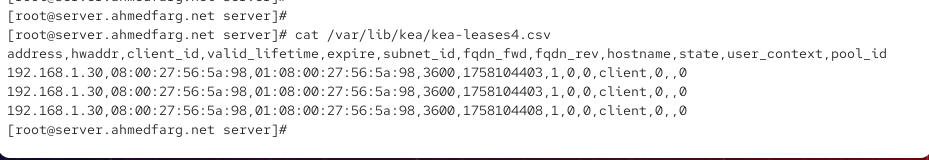 [root@server.ahmedfarg.net server]#
[root@server.ahmedfarg.net server]# cat /var/lib/kea/kea-leases4.csv
address,hwaddr,client_id,valid_lifetime,expire,subnet_id,fqdn_fwd,fqdn_rev,hostname,state,user_context,pool_id
192.168.1.30,08:00:27:56:5a:98,01:08:00:27:56:5a:98,3600,1758104403,1,0,0,client,0,,0
192.168.1.30,08:00:27:56:5a:98,01:08:00:27:56:5a:98,3600,1758104403,1,0,0,client,0,,0
192.168.1.30,08:00:27:56:5a:98,01:08:00:27:56:5a:98,3600,1758104408,1,0,0,client,0,,0
[root@server.ahmedfarg.net server]#